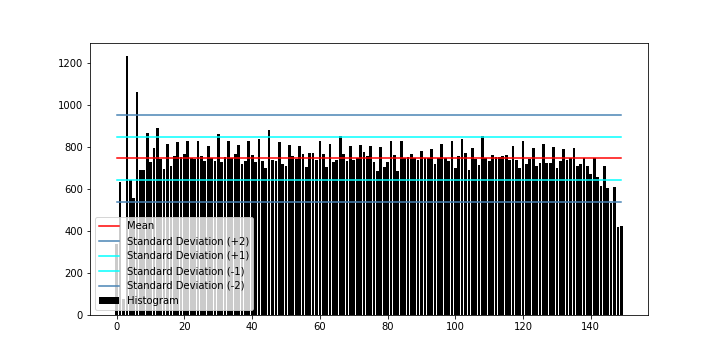 1200
1000
800
600
400
200
0
Mean
Standard Deviation (+2)
Standard Deviation (+1)
Standard Deviation (-1)
Standard Deviation (-2)
Histogram
0 20 40 60 80 100 120 140